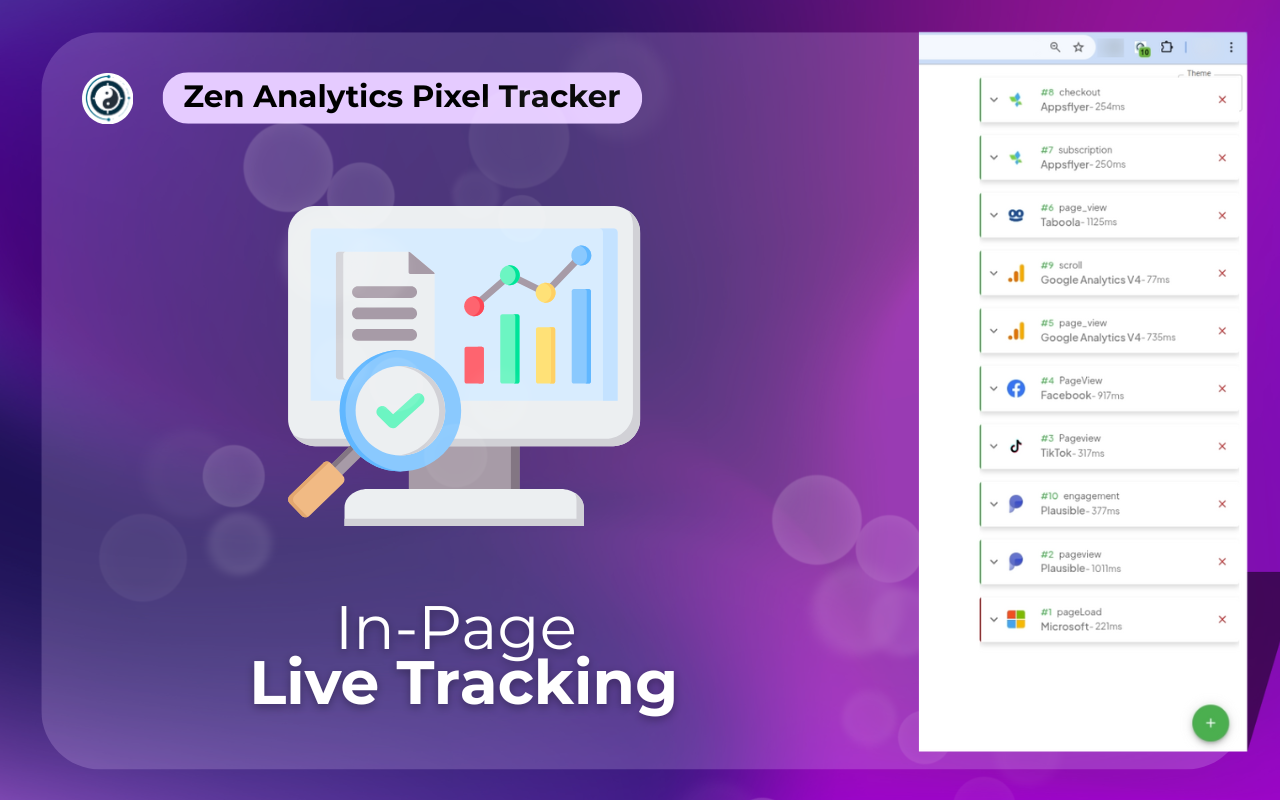 Zen Analytics Pixel Tracker
In-Page
Live Tracking
10
Theme
#8 checkout
Appsflyer- 254ms
#7 subscription
Appsflyer- 250ms
#6 page_view
Taboola- 1125ms
#9 scroll
Google Analytics V4- 77ms
#5 page_view
Google Analytics V4- 735ms
#4 PageView
Facebook- 917ms
#3 Pageview
TikTok- 317ms
#10 engagement
Plausible- 377ms
#2 pageview
Plausible- 1011ms
#1 pageLoad
Microsoft- 221ms